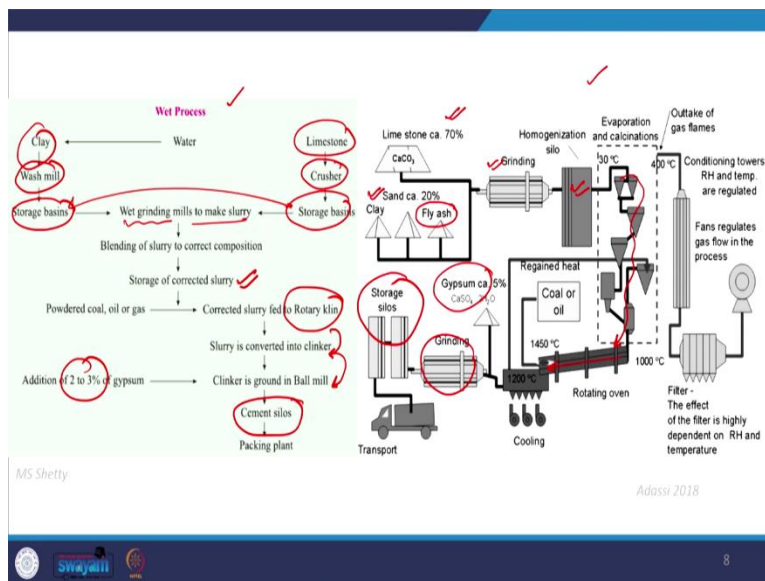 Wet Process
Clay
Water
Limestone
Wash mill
Crusher
Storage basins
Wet grinding mills to make slurry
Storage basins
Blending of slurry to correct composition
Storage of corrected slurry
Powdered coal, oil or gas
Corrected slurry fed to Rotary klin
Slurry is converted into clinker
Addition of 2 to 3% of gypsum
Clinker is ground in Ball mill
Cement silos
Packing plant
MS Shetty
Lime stone ca. 70%
CaCO₃
Grinding
Homogenization
silo
Evaporation
and calcinations
Outtake of
gas flames
30 °C
400 °C
Conditioning towers
RH and temp.
are regulated
Sand ca. 20%
Clay
Fly ash
Fans regulates
gas flow in the
process
Regained heat
Gypsum ca. 5%
Storage
silos
Coal or
oil
Grinding
1450 °C
1000 °C
1200 °C
Rotating oven
Cooling
Transport
Filter -
The effect
of the filter is highly
dependent on RH and
temperature
Adassi 2018
swayam
8